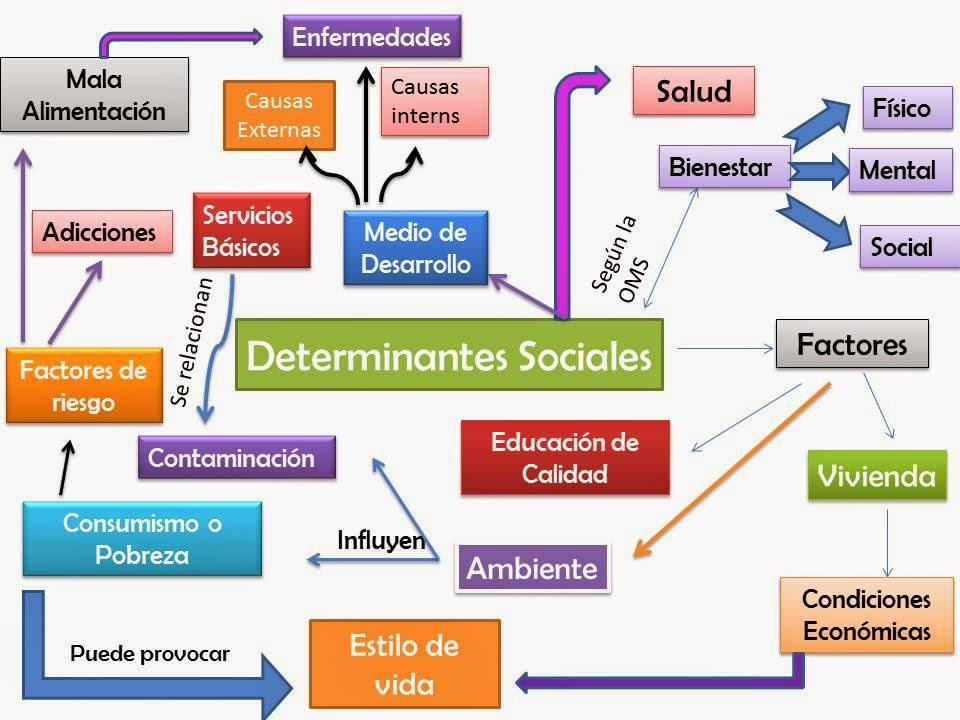 Enfermedades
Mala
Alimentación
Causas
Externas
Causas
interns
Salud
Físico
Bienestar
Mental
Social
Adicciones
Servicios
Básicos
Medio de
Desarrollo
Según la
OMS
Se relacionan
Determinantes Sociales
Factores
Factores de
riesgo
Contaminación
Educación de
Calidad
Vivienda
Consumismo o
Pobreza
Influyen
Ambiente
Condiciones
Económicas
Puede provocar
Estilo de
vida